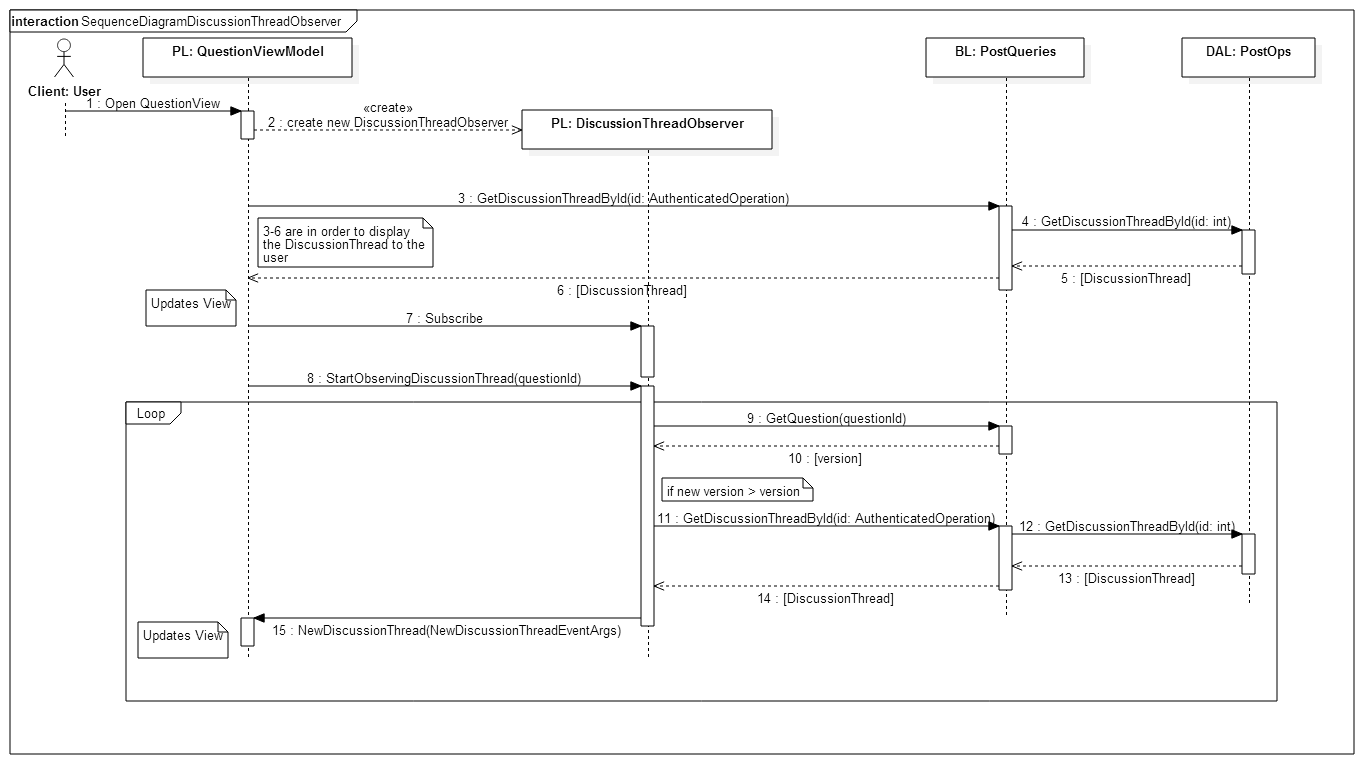 interaction SequenceDiagramDiscussionThreadObserver
PL: QuestionViewModel
BL: PostQueries
DAL: PostOps
Client: User
1 : Open QuestionView
«create»
2 : create new DiscussionThreadObserver
PL: DiscussionThreadObserver
3 : GetDiscussionThreadById(id: AuthenticatedOperation)
4 : GetDiscussionThreadById(id: int)
3-6 are in order to display
the DiscussionThread to the
user
5 : [DiscussionThread]
6 : [DiscussionThread]
Updates View
7 : Subscribe
8 : StartObservingDiscussionThread(questionId)
Loop
9 : GetQuestion(questionId)
10 : [version]
if new version > version
11 : GetDiscussionThreadById(id: AuthenticatedOperation)
12 : GetDiscussionThreadById(id: int)
13 : [DiscussionThread]
14 : [DiscussionThread]
15 : NewDiscussionThread(NewDiscussionThreadEventArgs)
Updates View